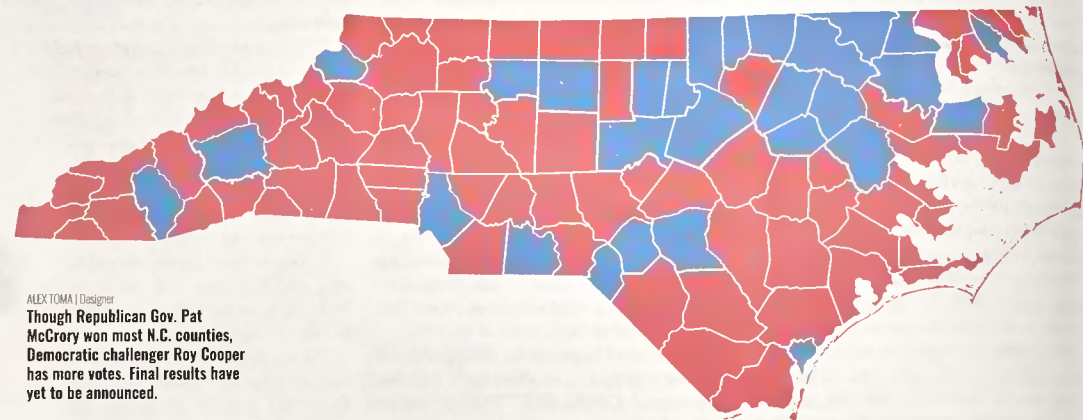 ALEX TOMA | Designer
Though Republican Gov. Pat
McCrory won most N.C. counties,
Democratic challenger Roy Cooper
has more votes. Final results have
yet to be announced.